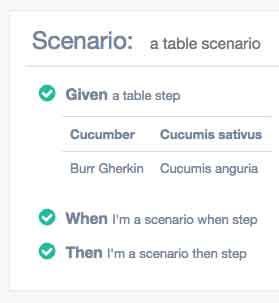 Scenario: a table scenario
Given a table step
Cucumber Cucumis sativus
Burr Gherkin Cucumis anguria
When I'm a scenario when step
Then I'm a scenario then step